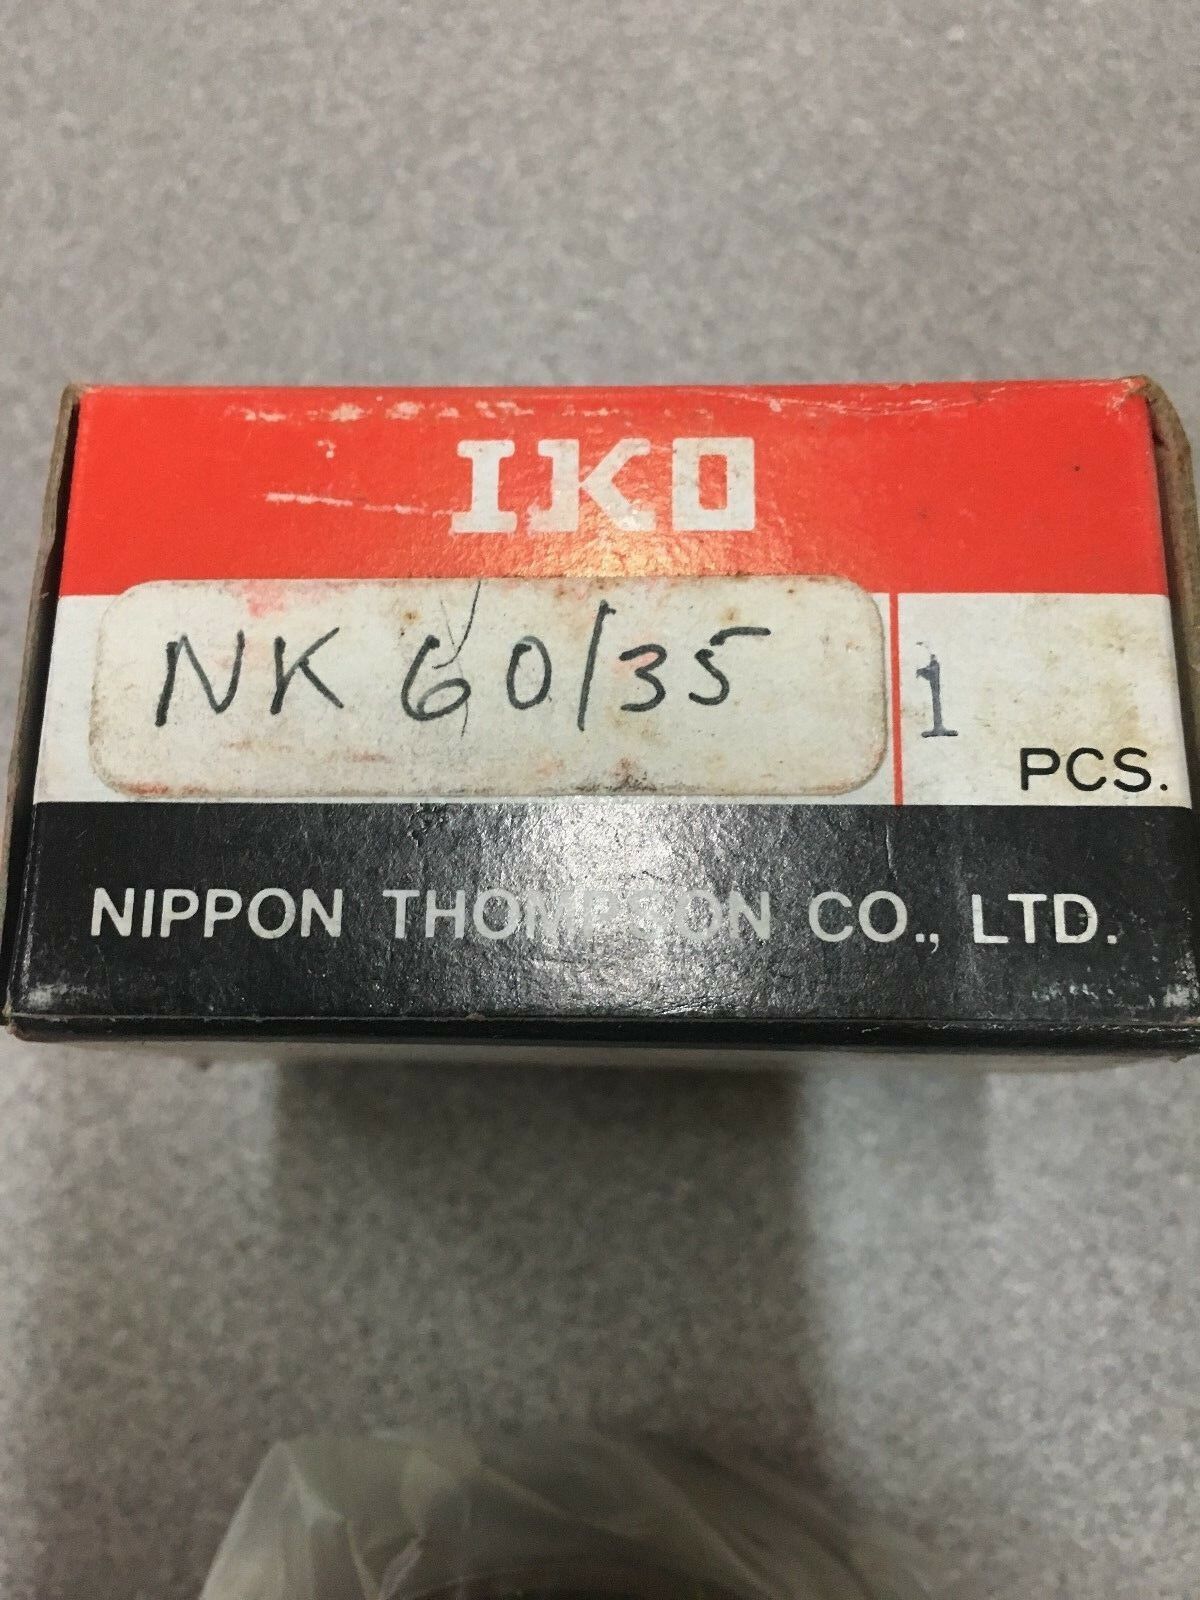 IKO
NK 60/35
1 PCS.
NIPPON THOMPSON CO., LTD.